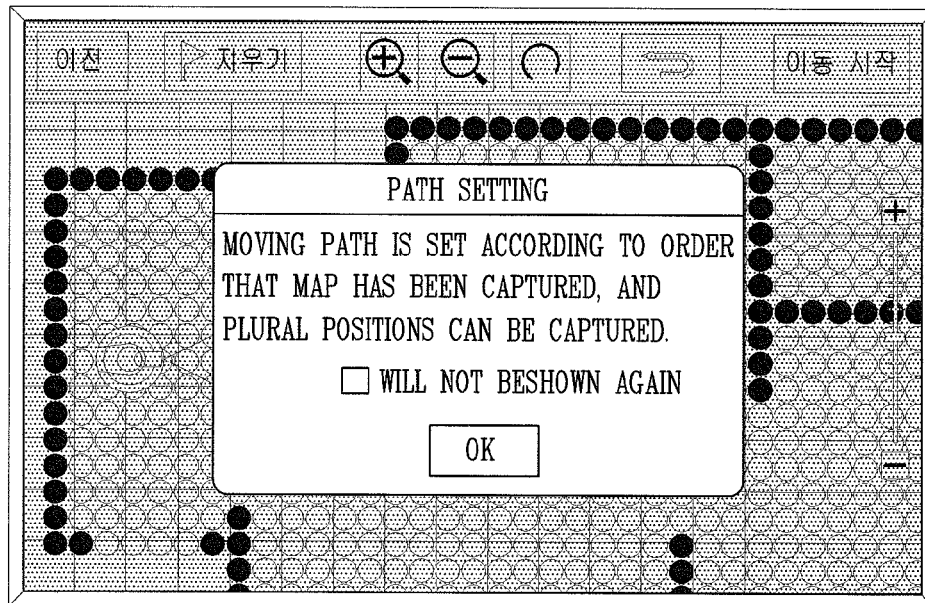 이전 지우기 이동 시작
PATH SETTING
MOVING PATH IS SET ACCORDING TO ORDER
THAT MAP HAS BEEN CAPTURED, AND
PLURAL POSITIONS CAN BE CAPTURED.
WILL NOT BESHOWN AGAIN
OK